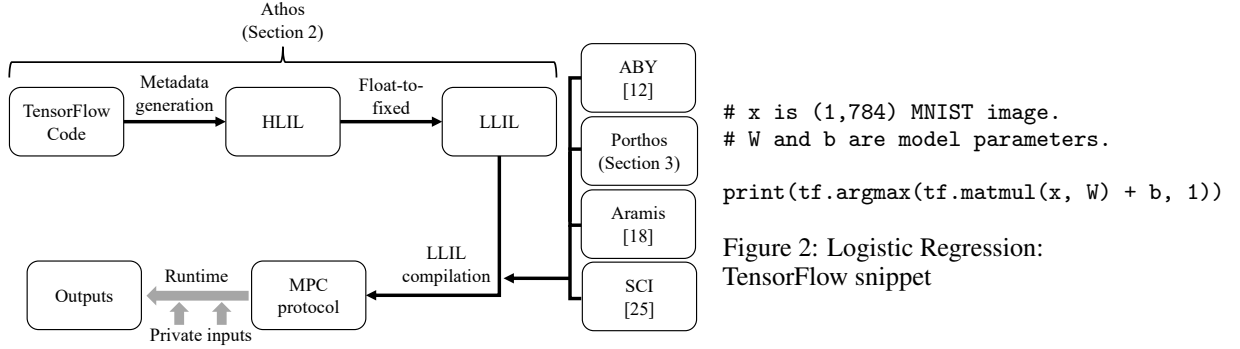 Athos
(Section 2)
TensorFlow
Code
Metadata
generation
HLIL
Float-to-
fixed
LLIL
ABY
[12]
Porthos
(Section 3)
Aramis
[18]
SCI
[25]
LLIL
compilation
MPC
protocol
Runtime
Private inputs
Outputs
# x is (1,784) MNIST image.
# W and b are model parameters.
print(tf.argmax(tf.matmul(x, W) + b, 1))
Figure 2: Logistic Regression:
TensorFlow snippet